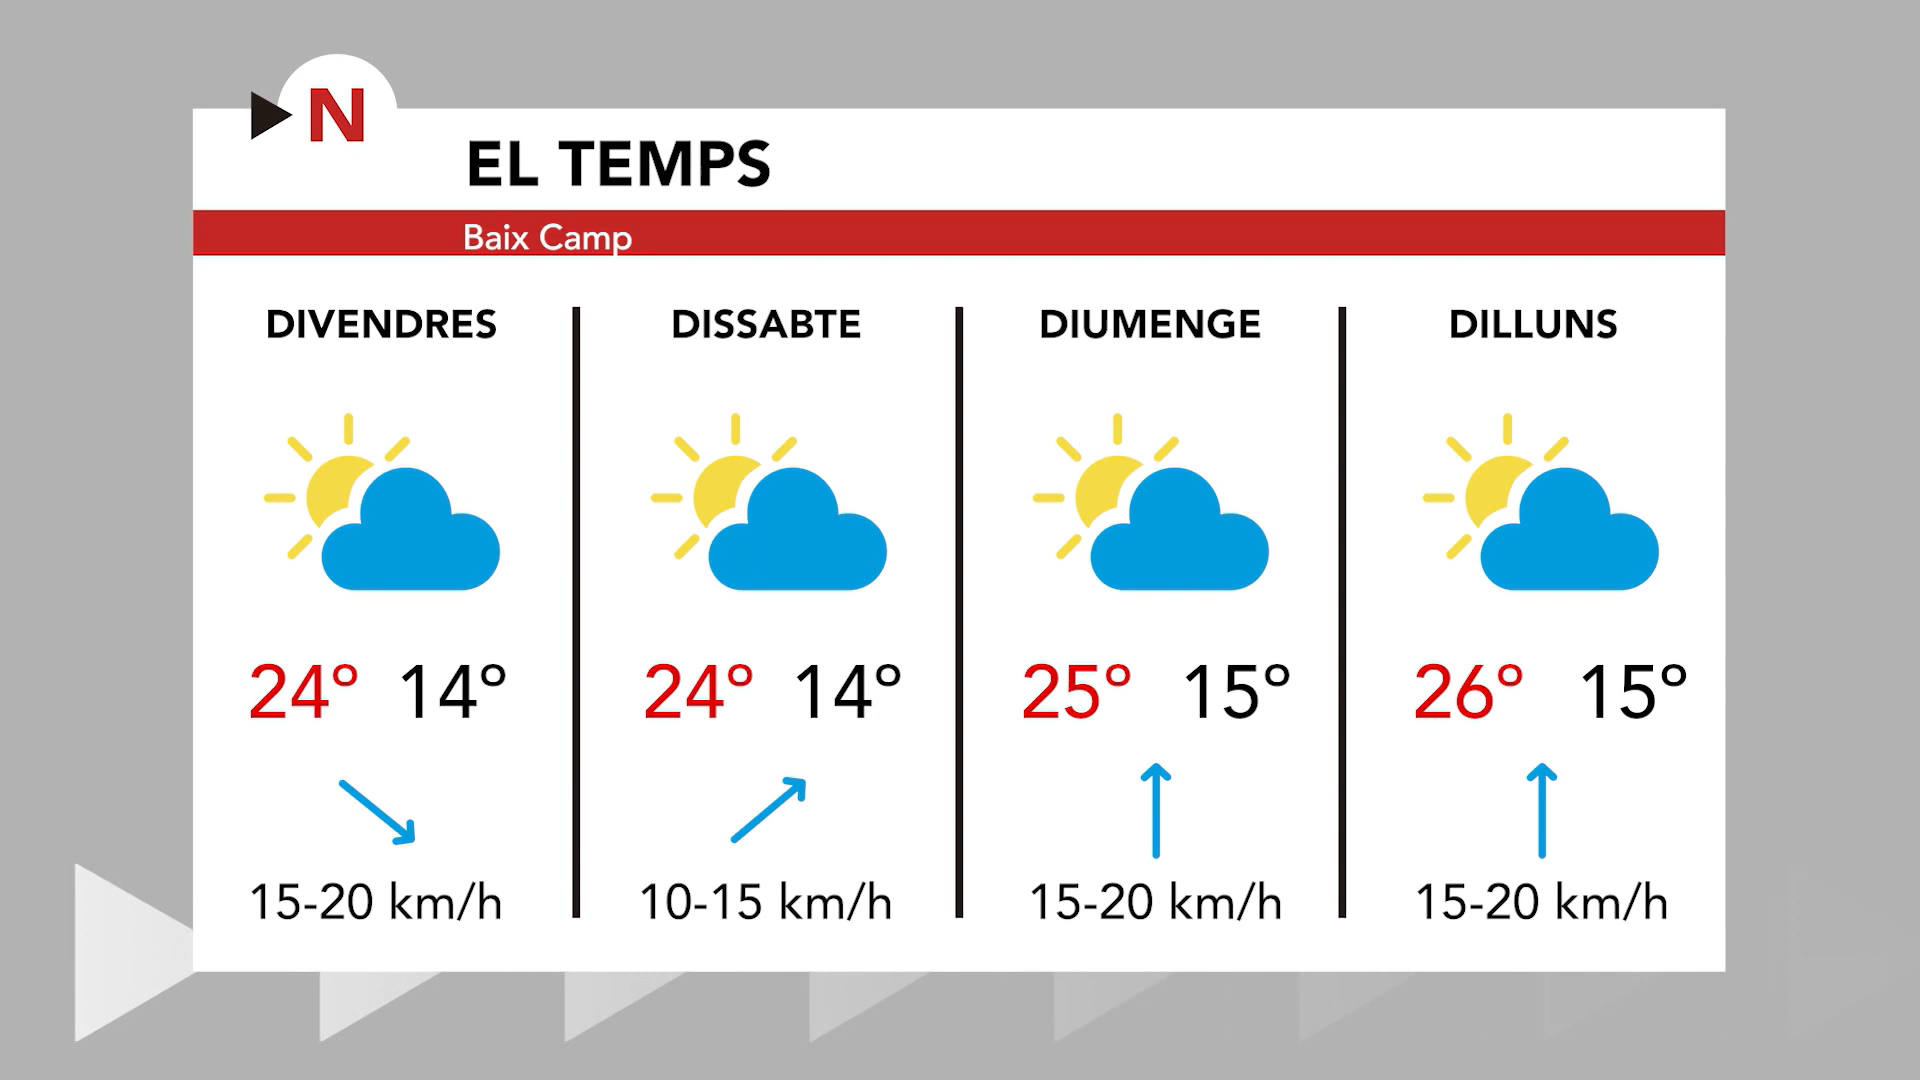 N
EL TEMPS
Baix Camp
DIVENDRES
24° 14°
15-20 km/h
DISSABTE
24° 14°
10-15 km/h
DIUMENGE
25° 15°
15-20 km/h
DILLUNS
26° 15°
15-20 km/h